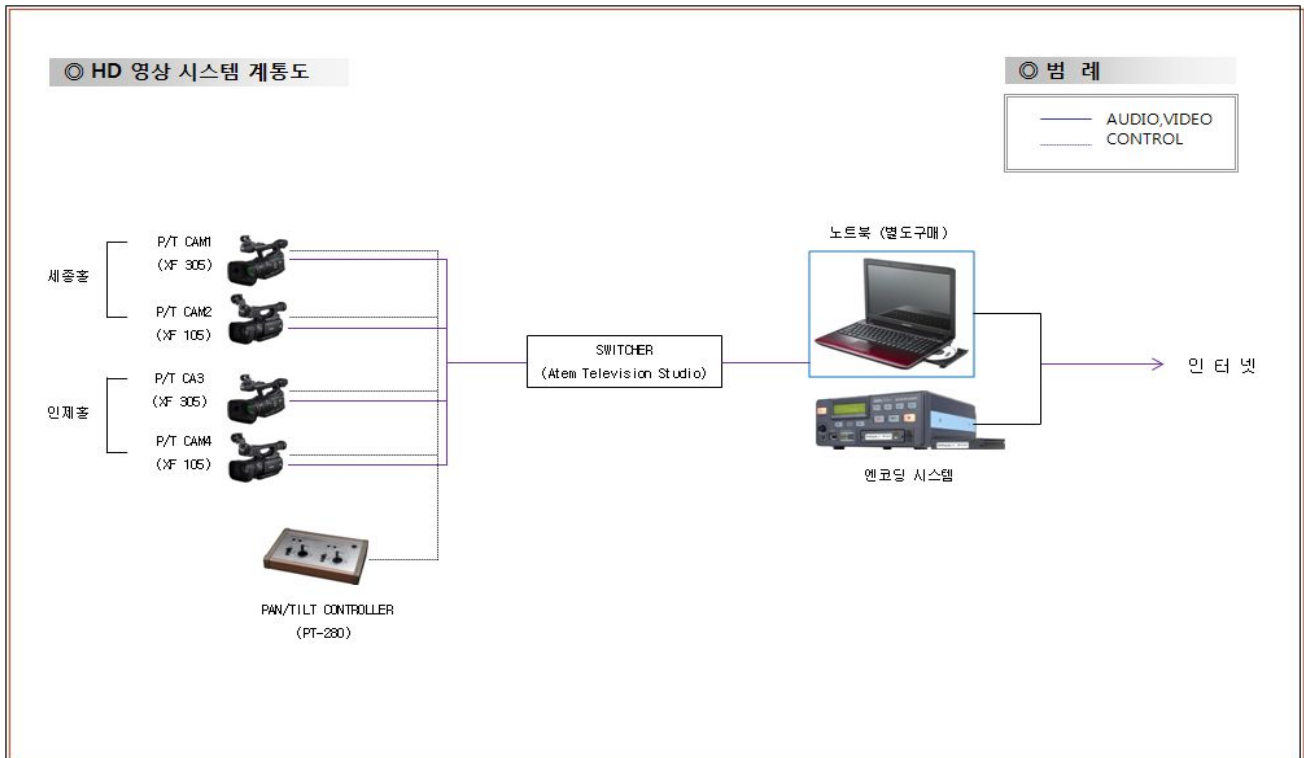 ◎ HD 영상 시스템 계통도
◎ 범 례
AUDIO,VIDEO
CONTROL
세종홀
P/T CAM1
(XF 305)
P/T CAM2
(XF 105)
인제홀
P/T CA3
(XF 305)
P/T CAM4
(XF 105)
PAN/TILT CONTROLLER
(PT-280)
SWITCHER
(Atem Television Studio)
노트북 (별도구매)
엔코딩 시스템
인 터 넷